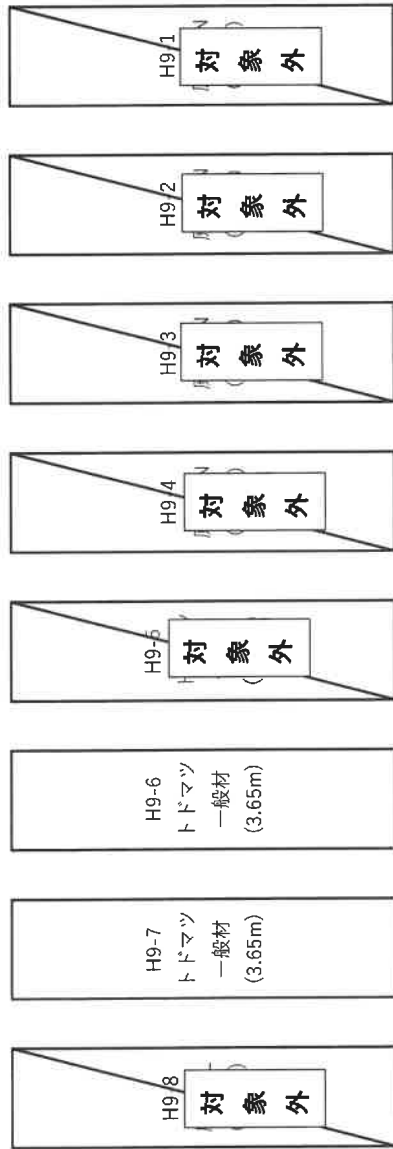 H9-8
対象外
H9-7
トドマツ
一般材
(3.65m)
H9-6
トドマツ
一般材
(3.65m)
H9-5
対象外
H9-4
対象外
H9-3
対象外
H9-2
対象外
H9-1
対象外